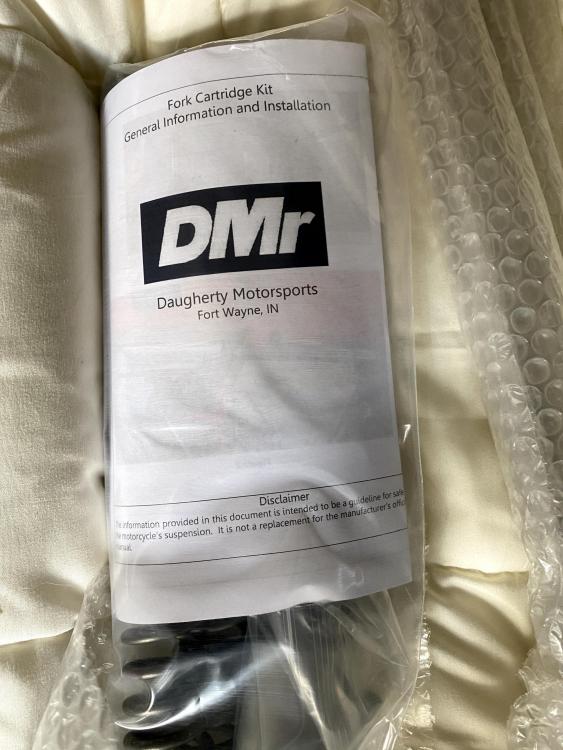 Fork Cartridge Kit
General Information and Installation
DMr
Daugherty Motorsports
Fort Wayne, IN
Disclaimer
The information provided in this document is intended to be a guideline for safe
the motorcycle's suspension. It is not a replacement for the manufacturer's offic
manual.